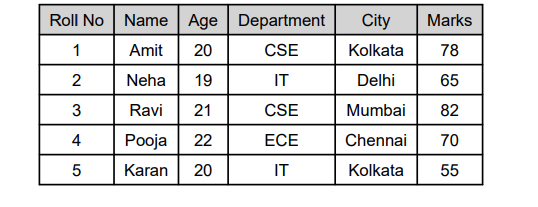 Roll No Name Age Department City Marks
1 Amit 20 CSE Kolkata 78
2 Neha 19 IT Delhi 65
3 Ravi 21 CSE Mumbai 82
4 Pooja 22 ECE Chennai 70
5 Karan 20 IT Kolkata 55